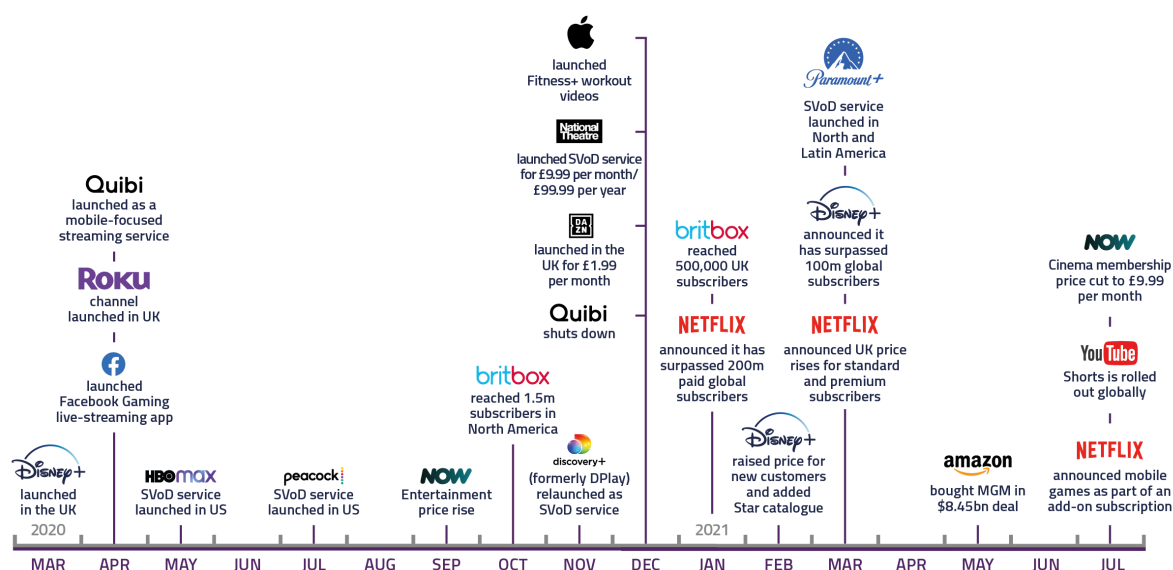 Disney+
launched
in the UK
2020
Quibi
launched as a
mobile-focused
streaming service
Roku
channel
launched in UK
launched
Facebook Gaming
live-streaming app
HBOmax
SVoD service
launched in US
peacock
SVoD service
launched in US
NOW
Entertainment
price rise
britbox
reached 1.5m
subscribers in
North America
discovery+
(formerly DPlay)
relaunched as
SVoD service
launched
Fitness+ workout
videos
National
Theatre
launched SVoD service
for £9.99 per month/
£99.99 per year
DA
ZN
launched in the
UK for £1.99
per month
Quibi
shuts down
britbox
reached
500,000 UK
subscribers
NETFLIX
announced it has
surpassed 200m
paid global
subscribers
2021
Disney+
raised price for
new customers
and added
Star catalogue
Paramount+
SVoD service
launched in
North and
Latin America
Disney+
announced it
has surpassed
100m global
subscribers
NETFLIX
announced UK price
rises for standard
and premium
subscribers
amazon
bought MGM in
$8.45bn deal
NOW
Cinema membership
price cut to £9.99
per month
YouTube
Shorts is rolled
out globally
NETFLIX
announced mobile
games as part of an
add-on subscription
MAR APR MAY JUN JUL AUG SEP OCT NOV DEC JAN FEB MAR APR MAY JUN JUL